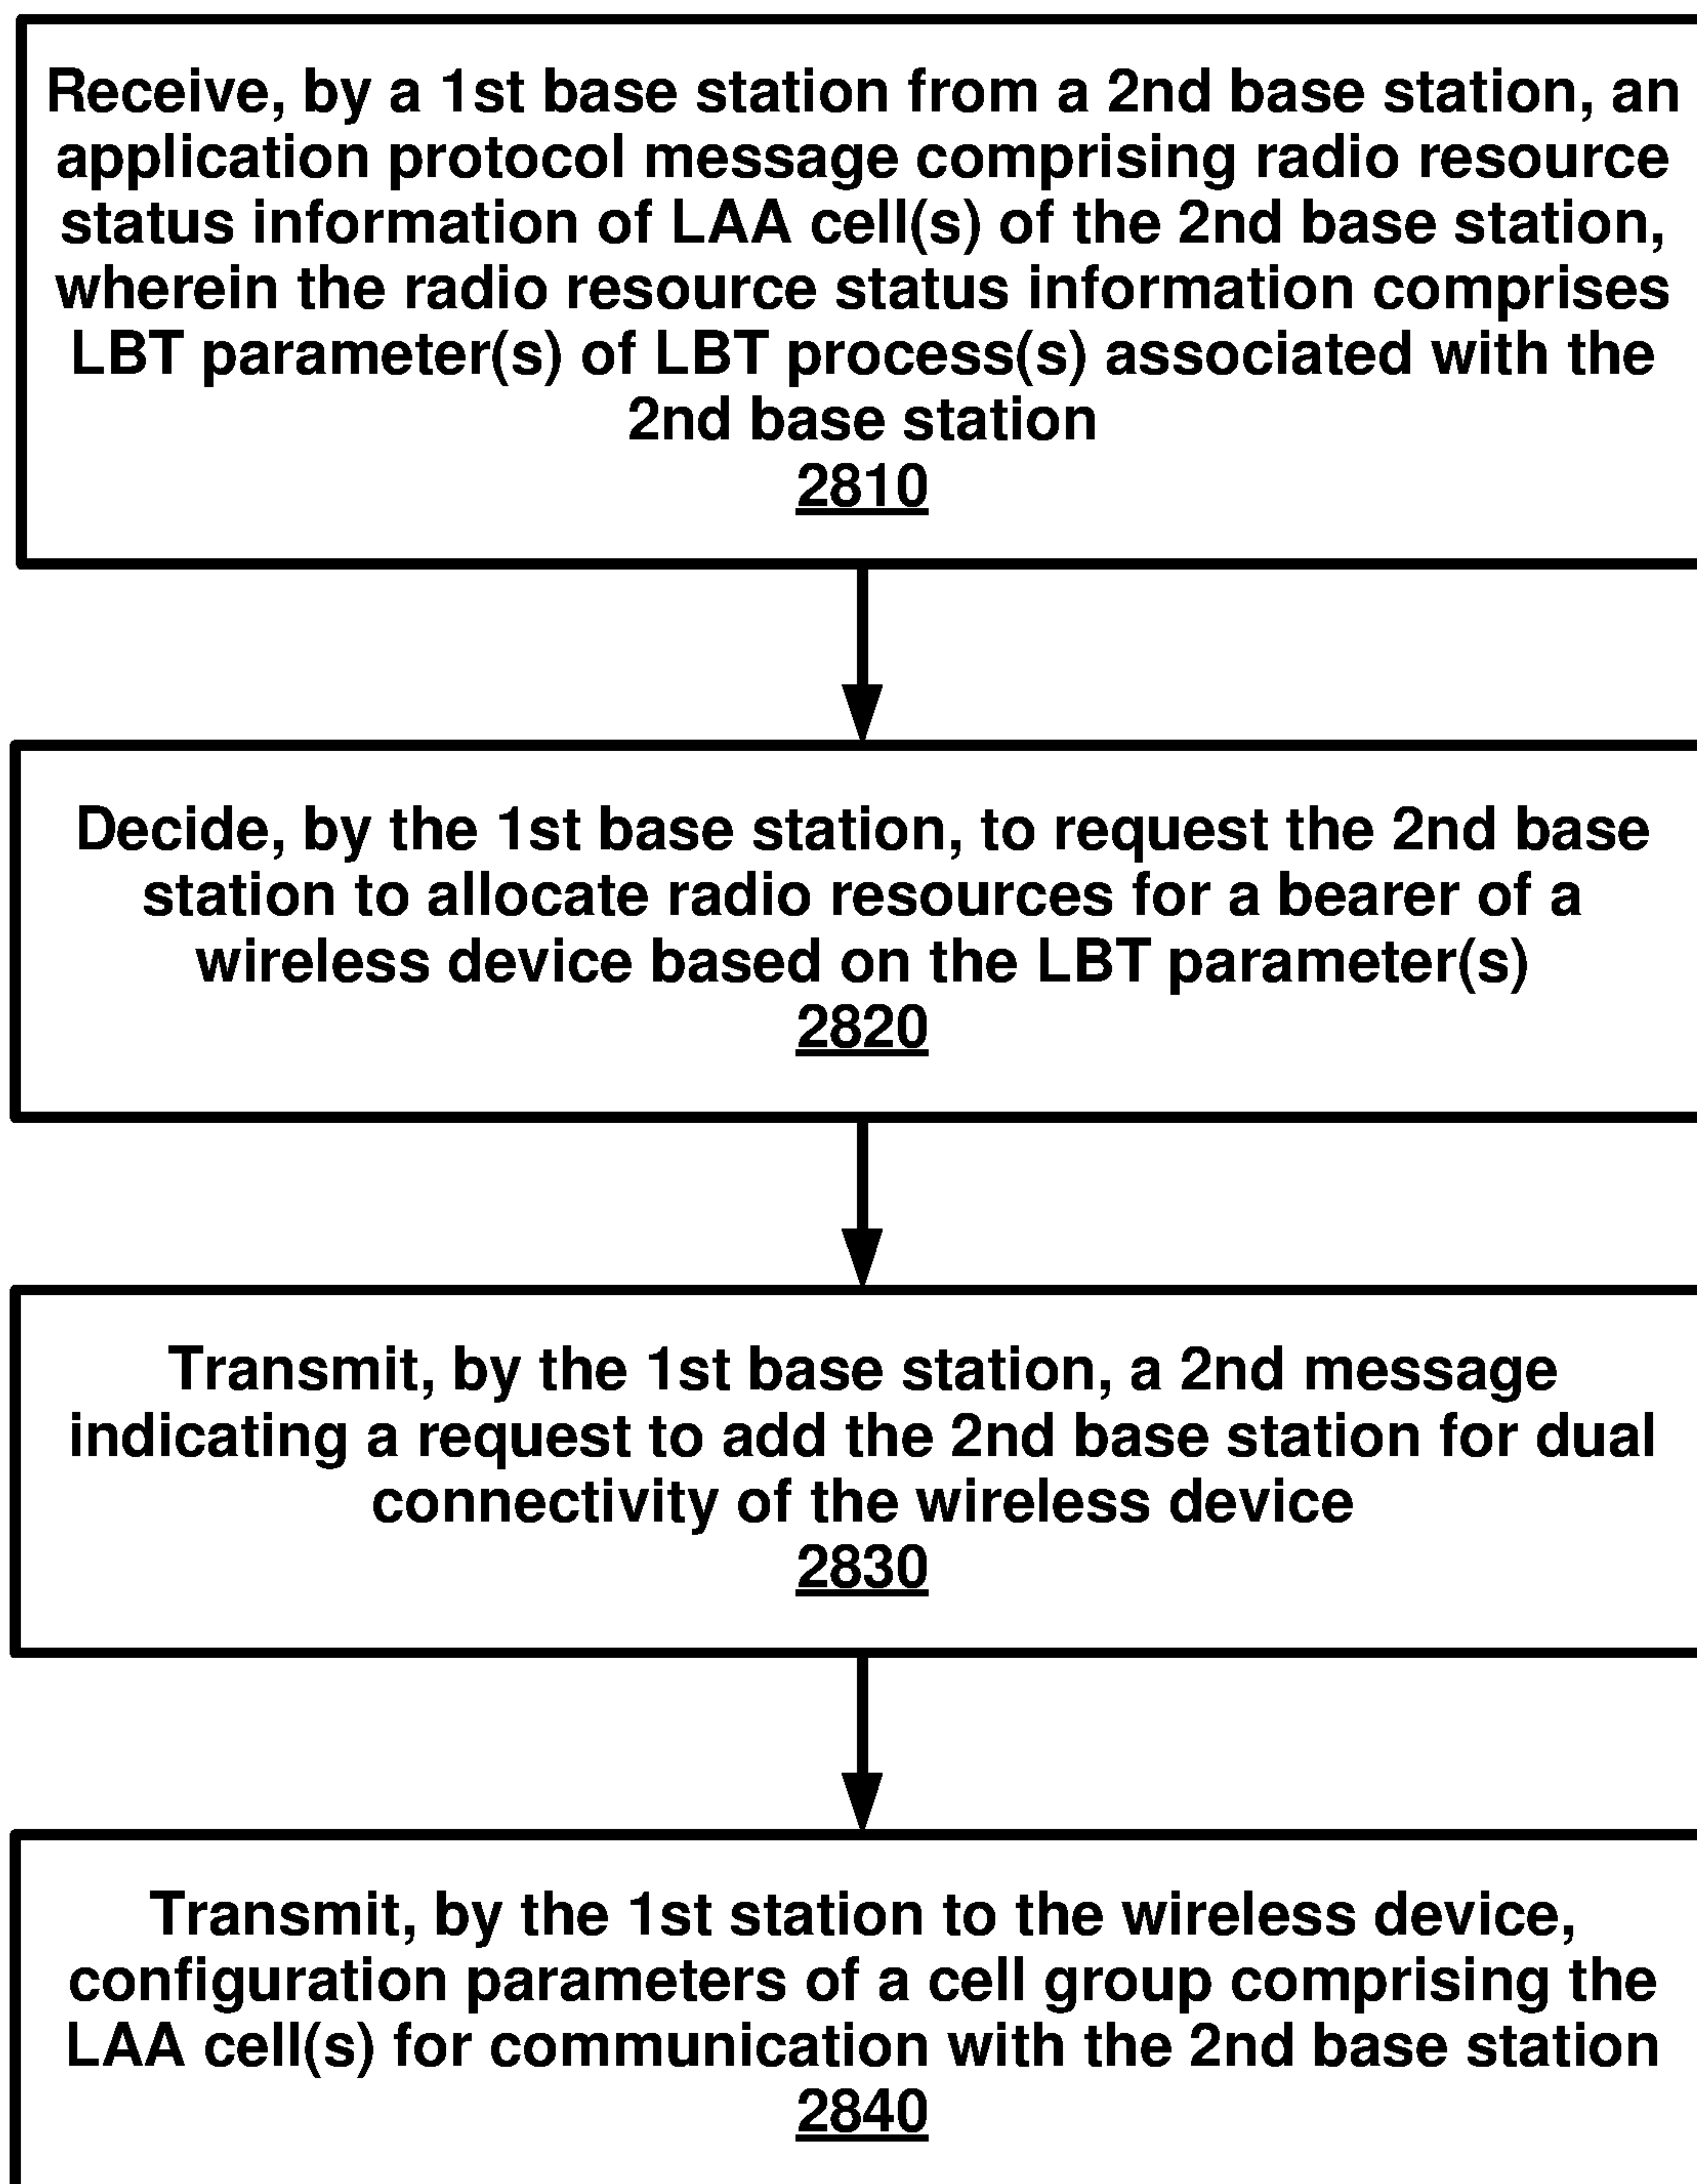 Receive, by a 1st base station from a 2nd base station, an
application protocol message comprising radio resource
status information of LAA cell(s) of the 2nd base station,
wherein the radio resource status information comprises
LBT parameter(s) of LBT process(s) associated with the
2nd base station
2810
Decide, by the 1st base station, to request the 2nd base
station to allocate radio resources for a bearer of a
wireless device based on the LBT parameter(s)
2820
Transmit, by the 1st base station, a 2nd message
indicating a request to add the 2nd base station for dual
connectivity of the wireless device
2830
Transmit, by the 1st station to the wireless device,
configuration parameters of a cell group comprising the
LAA cell(s) for communication with the 2nd base station
2840